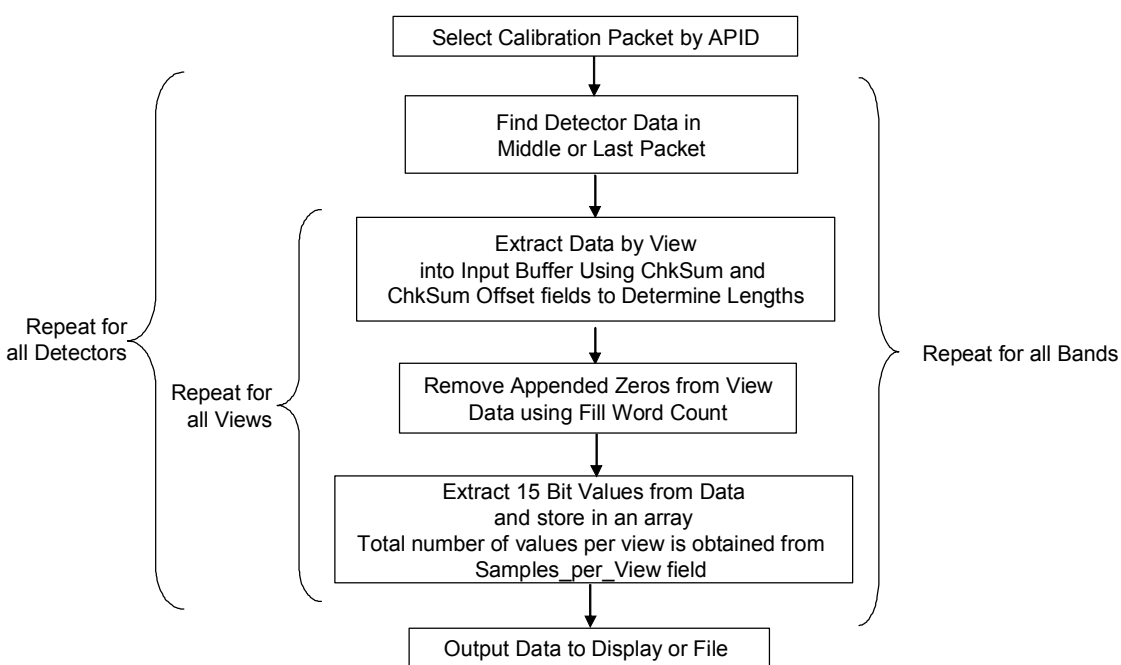 Select Calibration Packet by APID
Find Detector Data in
Middle or Last Packet
Extract Data by View
into Input Buffer Using ChkSum and
ChkSum Offset fields to Determine Lengths
Repeat for
all Detectors
Repeat for all Bands
Repeat for
all Views
Remove Appended Zeros from View
Data using Fill Word Count
Extract 15 Bit Values from Data
and store in an array
Total number of values per view is obtained from
Samples_per_View field
Output Data to Display or File